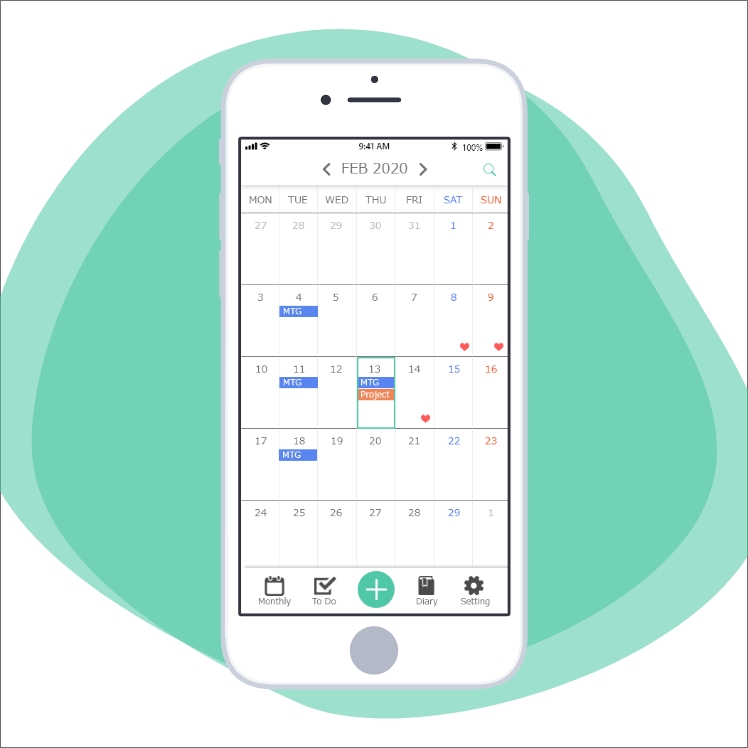 9:41 AM 100%
FEB 2020
MON TUE WED THU FRI SAT SUN
27 28 29 30 31 1 2
3 4 5 6 7 8 9
MTG
10 11 12 13 14 15 16
MTG MTG
Project
17 18 19 20 21 22 23
MTG
24 25 26 27 28 29 1
Monthly To Do Diary Setting